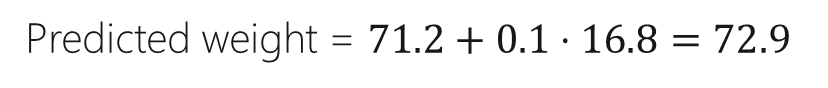 Predicted weight = 71.2 + 0.1 · 16.8 = 72.9